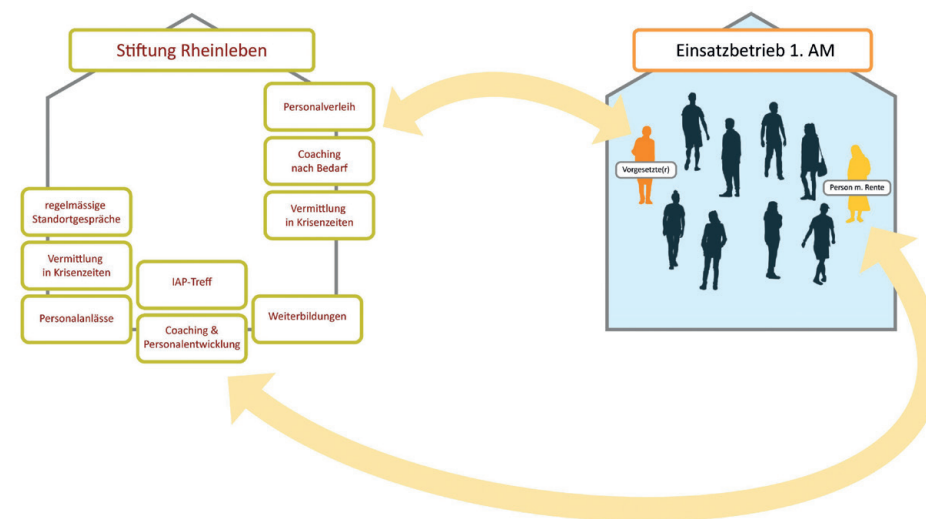 Stiftung Rheinleben
Personalverleih
Coaching
nach Bedarf
Vermittlung
in Krisenzeiten
regelmässige
Standortgespräche
Vermittlung
in Krisenzeiten
Personalanlässe
IAP-Treff
Coaching &
Personalentwicklung
Weiterbildungen
Einsatzbetrieb 1. AM
Vorgesetzte(r)
Person m. Rente